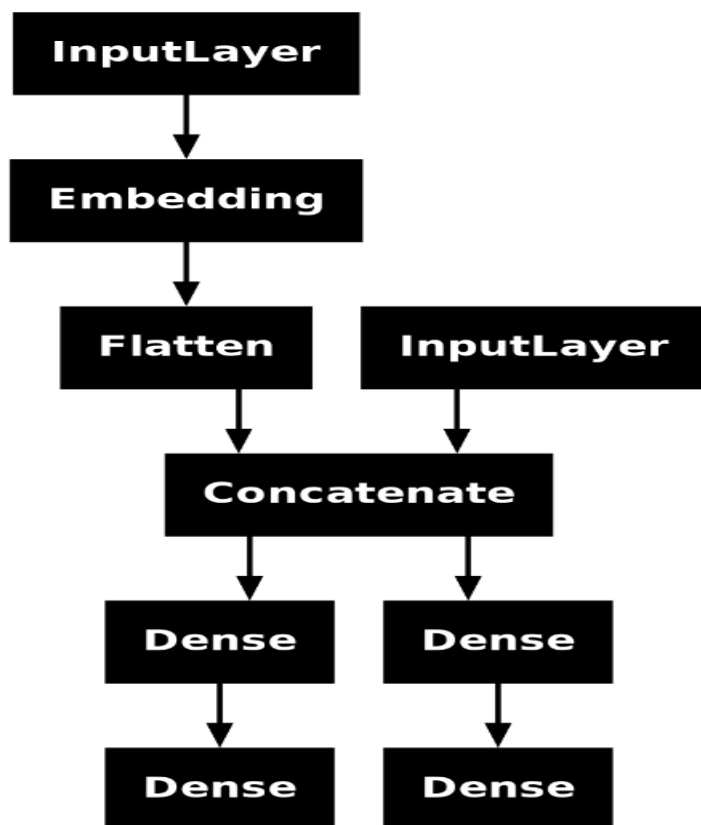 InputLayer
Embedding
Flatten
InputLayer
Concatenate
Dense
Dense
Dense
Dense